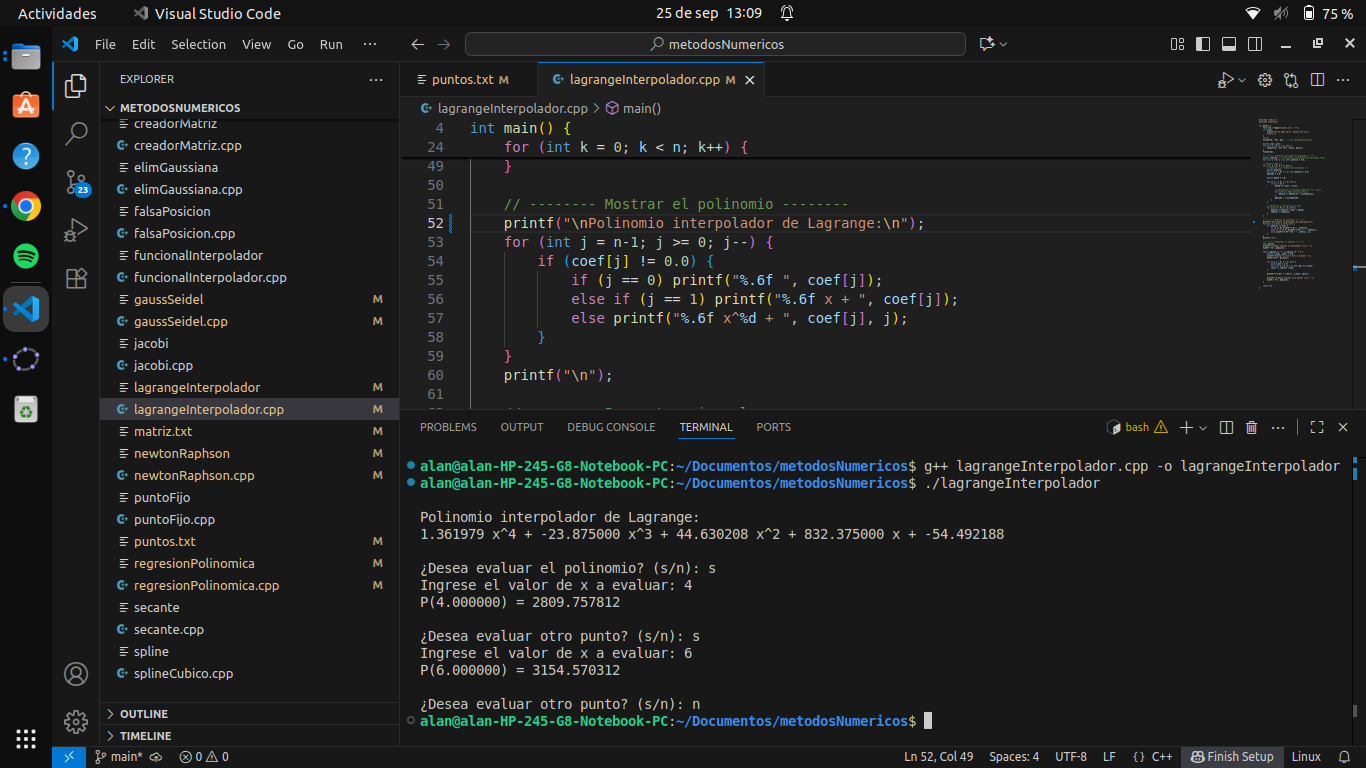 Actividades
Visual Studio Code
25 de sep 13:09
75 %
File Edit Selection View Go Run ···
metodosNumericos
EXPLORER
METODOSNUMERICOS
creadorMatriz
creadorMatriz.cpp
elimGaussiana
elimGaussiana.cpp
falsaPosicion
falsaPosicion.cpp
funcionalInterpolador
funcionalInterpolador.cpp
gaussSeidel M
gaussSeidel.cpp M
jacobi
jacobi.cpp
lagrangeInterpolador M
lagrangeInterpolador.cpp M
matriz.txt M
newtonRaphson M
newtonRaphson.cpp M
puntoFijo
puntoFijo.cpp
puntos.txt M
regresionPolinomica M
regresionPolinomica.cpp M
secante
secante.cpp
spline
splineCubico.cpp
OUTLINE
TIMELINE
23
puntos.txt M
lagrangeInterpolador.cpp M
lagrangeInterpolador.cpp > main()
4 int main() {
24 for (int k = 0; k < n; k++) {
49 }
50
51 // -------- Mostrar el polinomio --------
52 printf("\nPolinomio interpolador de Lagrange:\n");
53 for (int j = n-1; j >= 0; j--) {
54 if (coef[j] != 0.0) {
55 if (j == 0) printf("%.6f ", coef[j]);
56 else if (j == 1) printf("%.6f x + ", coef[j]);
57 else printf("%.6f x^%d + ", coef[j], j);
58 }
59 }
60 printf("\n");
61
PROBLEMS OUTPUT DEBUG CONSOLE TERMINAL PORTS
bash
alan@alan-HP-245-G8-Notebook-PC:~/Documentos/metodosNumericos$ g++ lagrangeInterpolador.cpp -o lagrangeInterpolador
alan@alan-HP-245-G8-Notebook-PC:~/Documentos/metodosNumericos$ ./lagrangeInterpolador
Polinomio interpolador de Lagrange:
1.361979 x^4 + -23.875000 x^3 + 44.630208 x^2 + 832.375000 x + -54.492188
¿Desea evaluar el polinomio? (s/n): s
Ingrese el valor de x a evaluar: 4
P(4.000000) = 2809.757812
¿Desea evaluar otro punto? (s/n): s
Ingrese el valor de x a evaluar: 6
P(6.000000) = 3154.570312
¿Desea evaluar otro punto? (s/n): n
alan@alan-HP-245-G8-Notebook-PC:~/Documentos/metodosNumericos$
main* 0 0
Ln 52, Col 49 Spaces: 4 UTF-8 LF {} C++ Finish Setup Linux